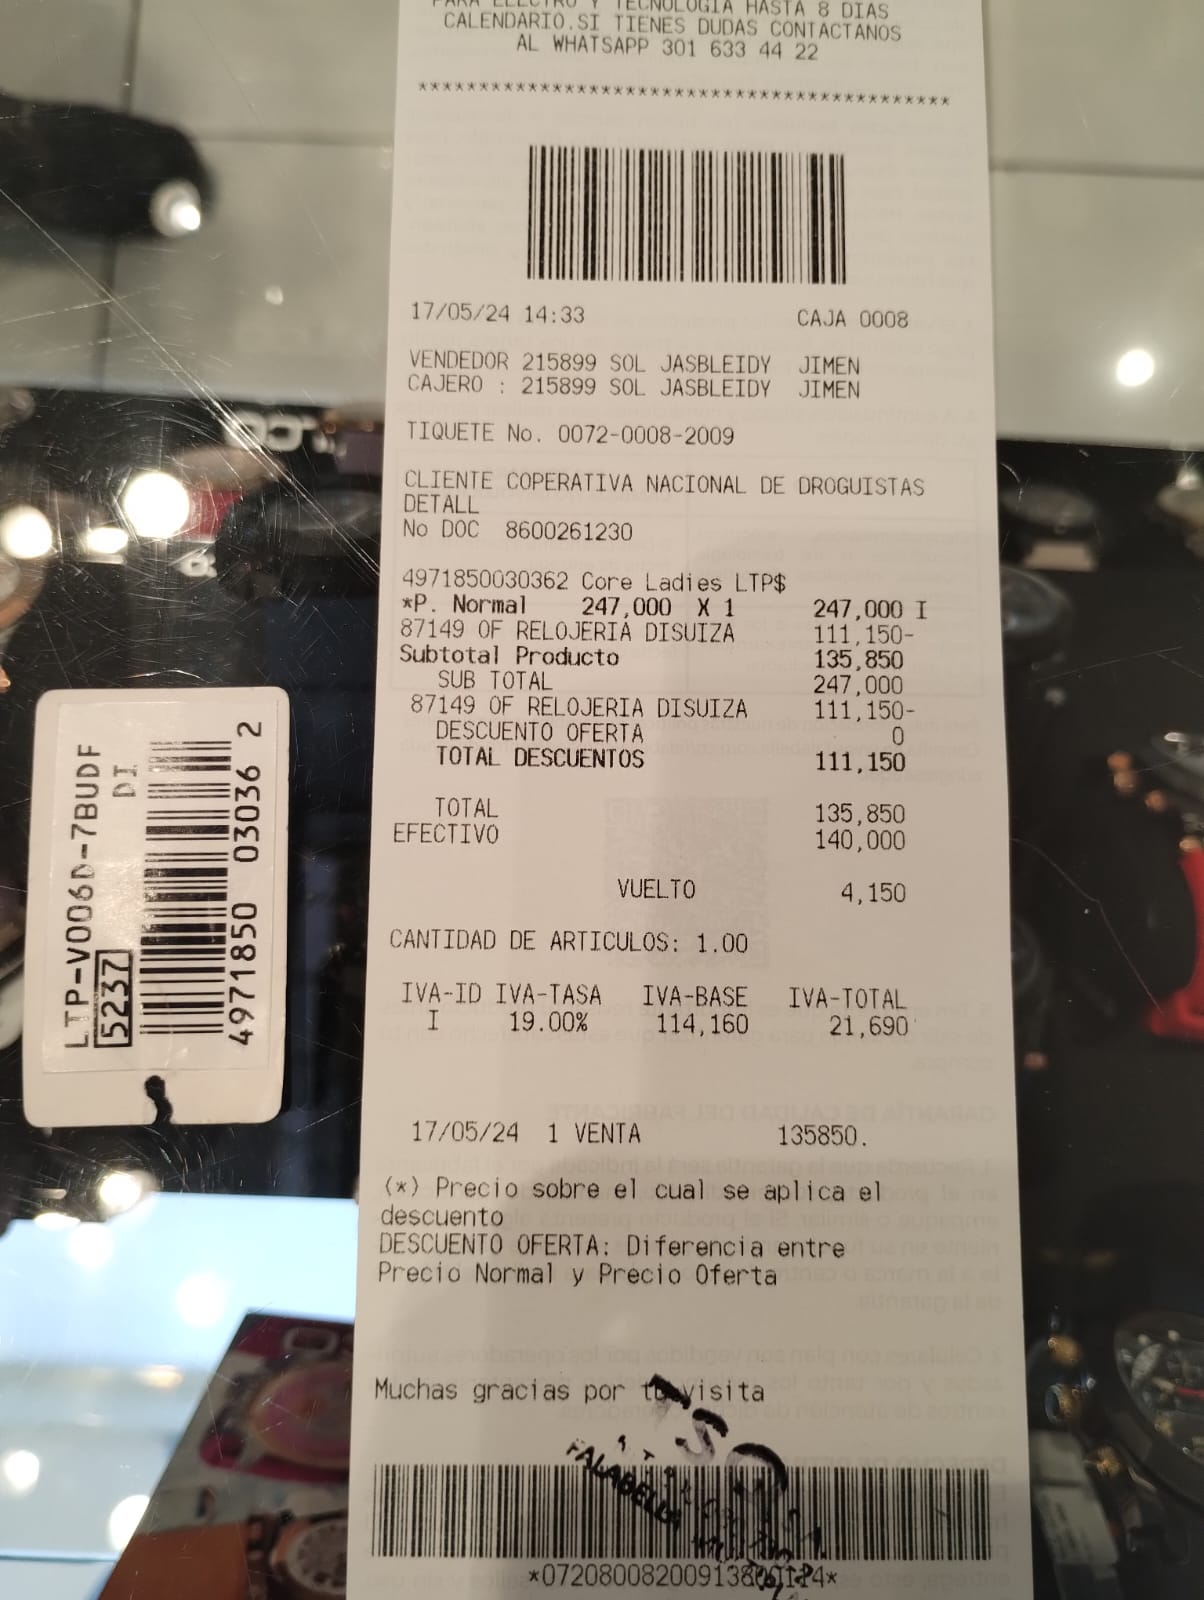 PARA ELECTRO Y TECNOLOGIA HASTA 8 DIAS
CALENDARIO.SI TIENES DUDAS CONTACTANOS
AL WHATSAPP 301 633 44 22
*******************************************
17/05/24 14:33 CAJA 0008
VENDEDOR 215899 SOL JASBLEIDY JIMEN
CAJERO : 215899 SOL JASBLEIDY JIMEN
TIQUETE No. 0072-0008-2009
CLIENTE COPERATIVA NACIONAL DE DROGUISTAS
DETALL
No DOC 8600261230
4971850030362 Core Ladies LTP$
*P. Normal 247,000 X 1 247,000 I
87149 OF RELOJERIA DISUIZA 111,150-
Subtotal Producto 135,850
SUB TOTAL 247,000
87149 OF RELOJERIA DISUIZA 111,150-
DESCUENTO OFERTA 0
TOTAL DESCUENTOS 111,150
TOTAL 135,850
EFECTIVO 140,000
VUELTO 4,150
CANTIDAD DE ARTICULOS: 1.00
IVA-ID IVA-TASA IVA-BASE IVA-TOTAL
I 19.00% 114,160 21,690
17/05/24 1 VENTA 135850.
(*) Precio sobre el cual se aplica el
descuento
DESCUENTO OFERTA: Diferencia entre
Precio Normal y Precio Oferta
Muchas gracias por tu visita
FALABELLA
LTP-V006D-7BUDF
DI
5237
4971850 03036 2